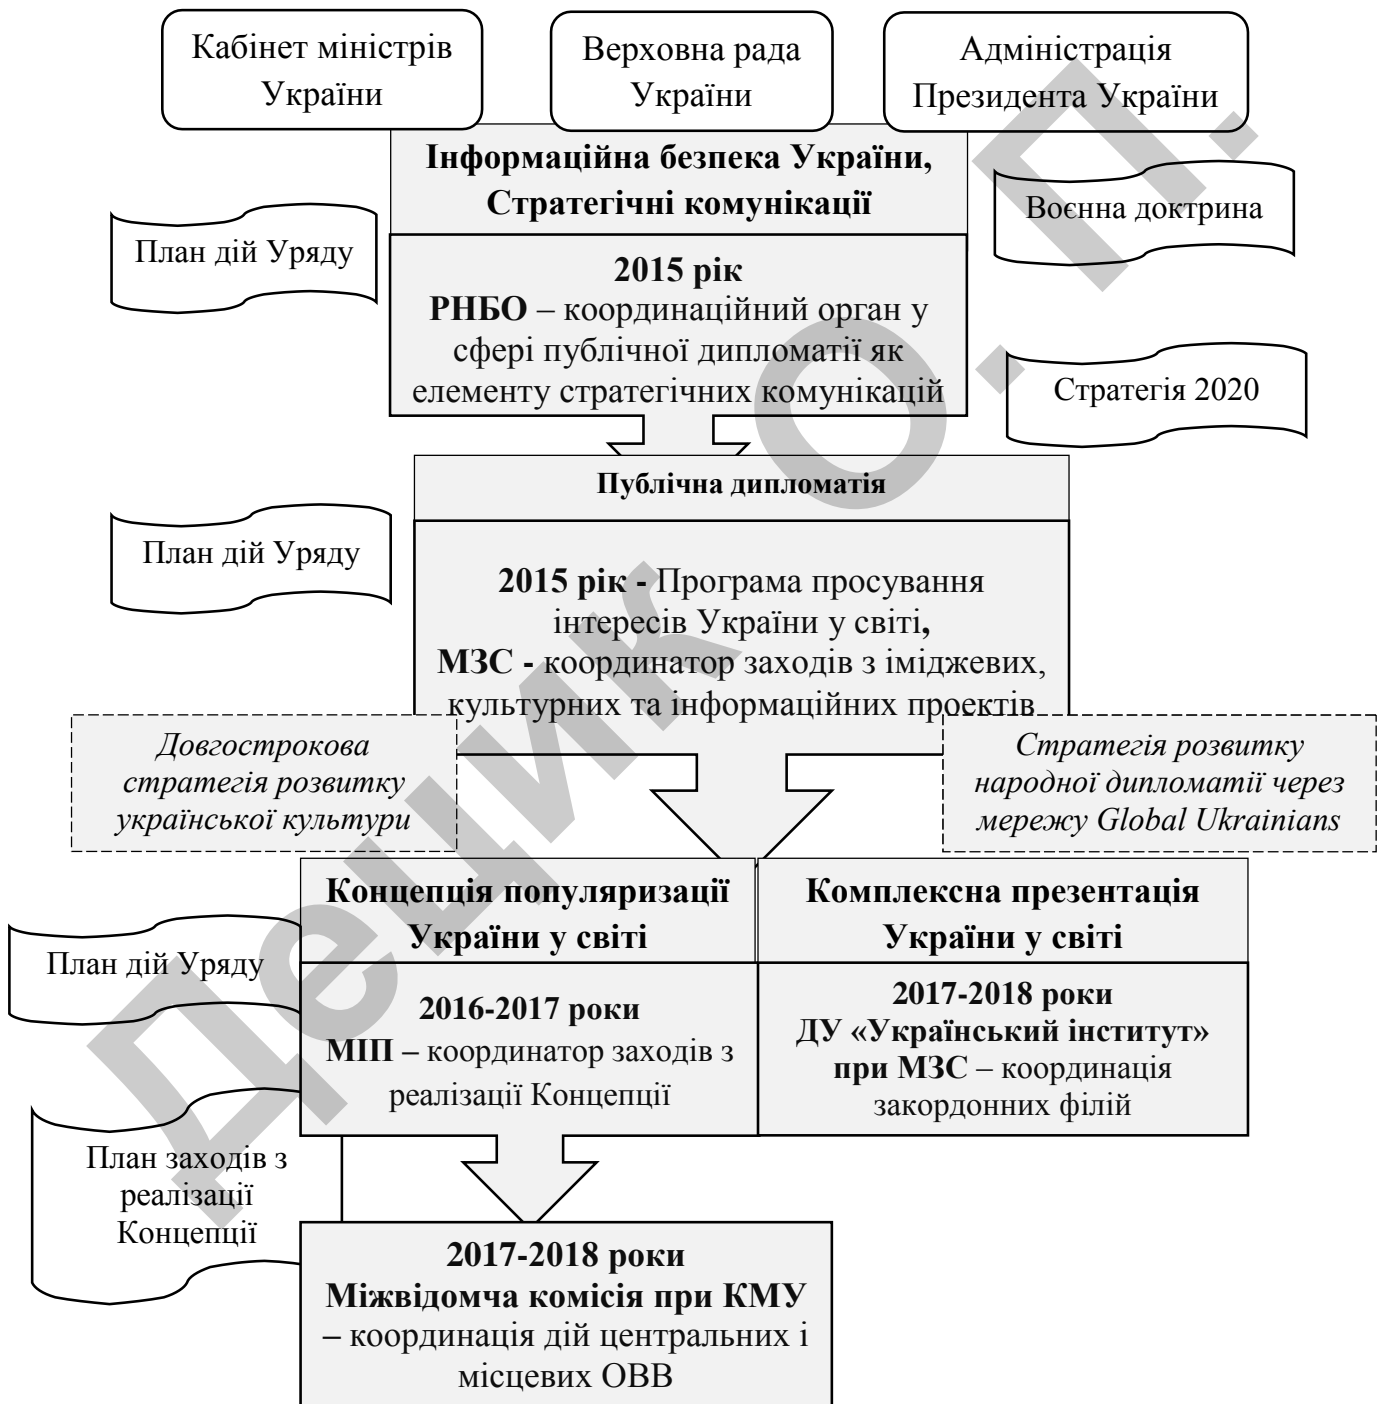 Кабінет міністрів
України
Верховна рада
України
Адміністрація
Президента України
Інформаційна безпека України,
Стратегічні комунікації
План дій Уряду
Воєнна доктрина
2015 рік
РНБО – координаційний орган у
сфері публічної дипломатії як
елементу стратегічних комунікацій
Стратегія 2020
Публічна дипломатія
План дій Уряду
2015 рік - Програма просування
інтересів України у світі,
МЗС - координатор заходів з іміджевих,
культурних та інформаційних проектів
Довгострокова
стратегія розвитку
української культури
Стратегія розвитку
народної дипломатії через
мережу Global Ukrainians
Концепція популяризації
України у світі
Комплексна презентація
України у світі
План дій Уряду
2016-2017 роки
МІП – координатор заходів з
реалізації Концепції
2017-2018 роки
ДУ «Український інститут»
при МЗС – координація
закордонних філій
План заходів з
реалізації
Концепції
2017-2018 роки
Міжвідомча комісія при КМУ
– координація дій центральних і
місцевих ОВВ
Децик О. П.